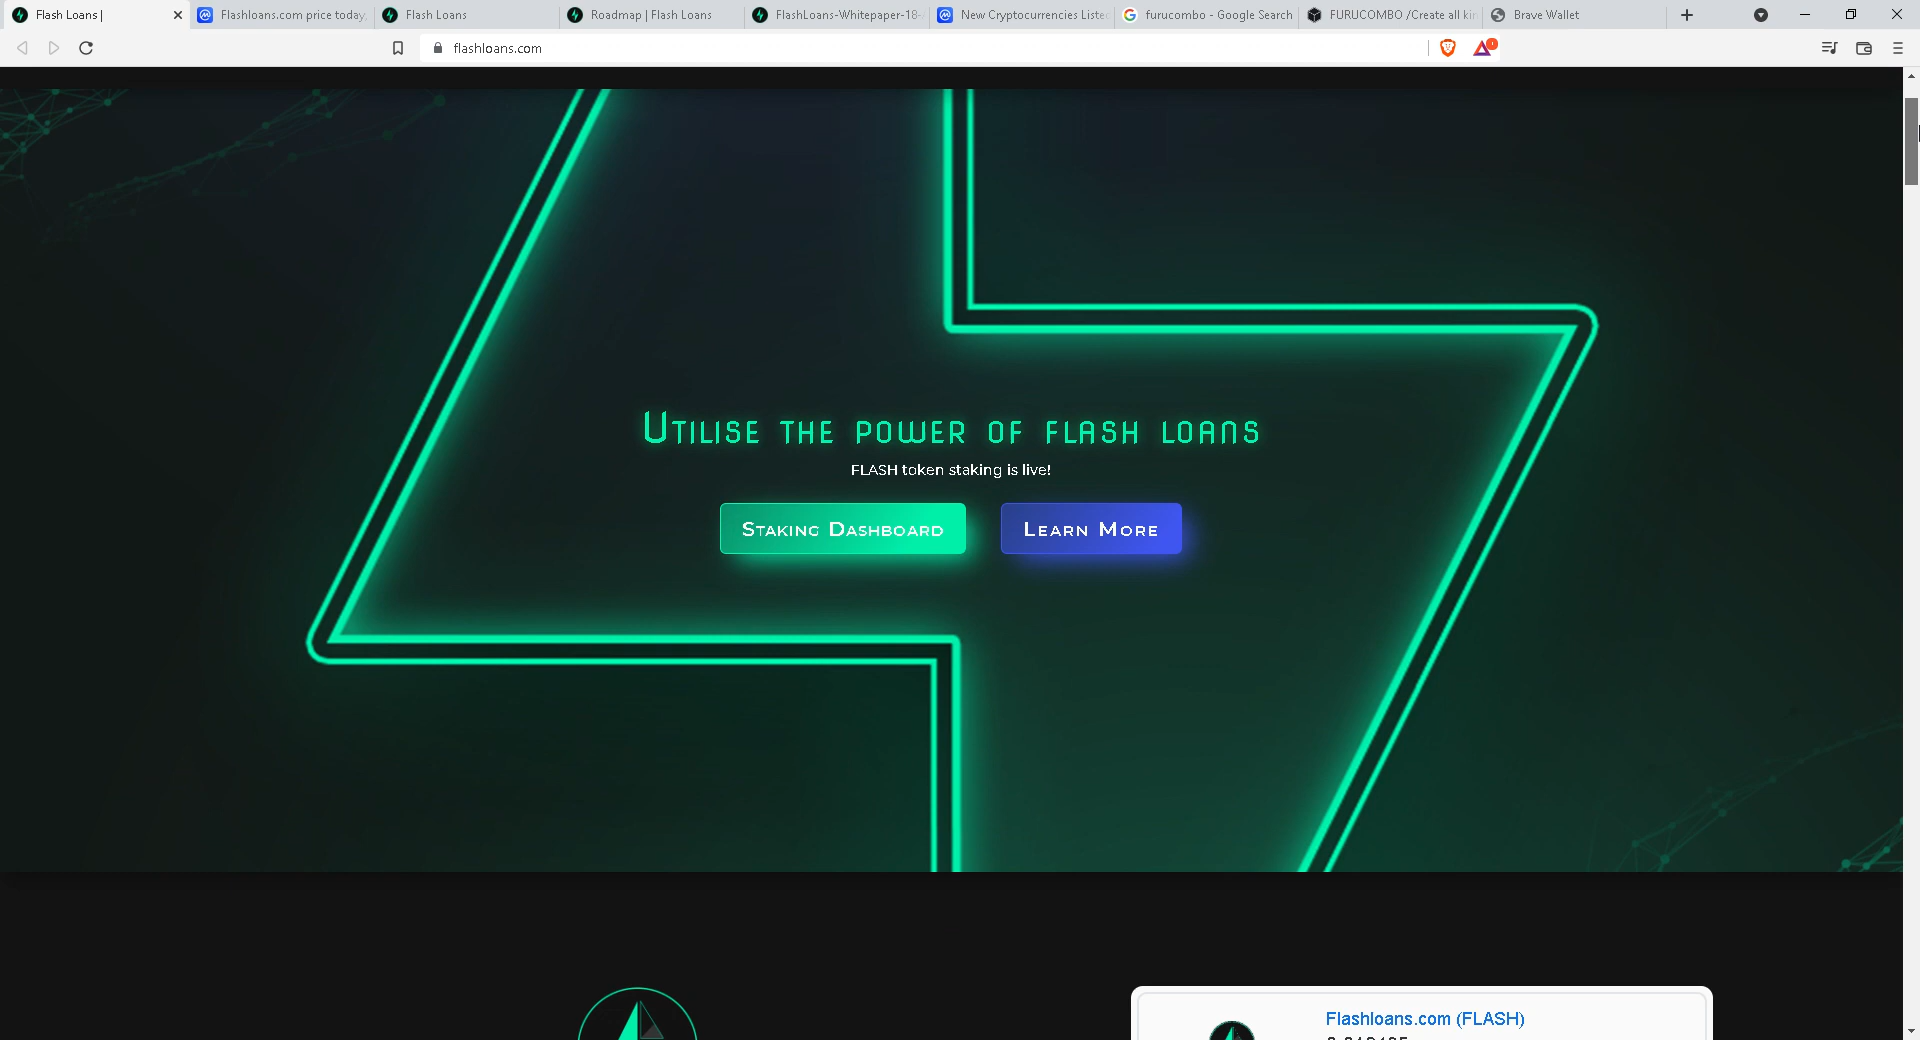 Flash Loans |
Flashloans.com price today,
Flash Loans
Roadmap | Flash Loans
FlashLoans-Whitepaper-18-
New Cryptocurrencies Liste
furucombo - Google Search
FURUCOMBO /Create all kin
Brave Wallet
flashloans.com
Utilise the power of flash loans
FLASH token staking is live!
Staking Dashboard
Learn More
Flashloans.com (FLASH)